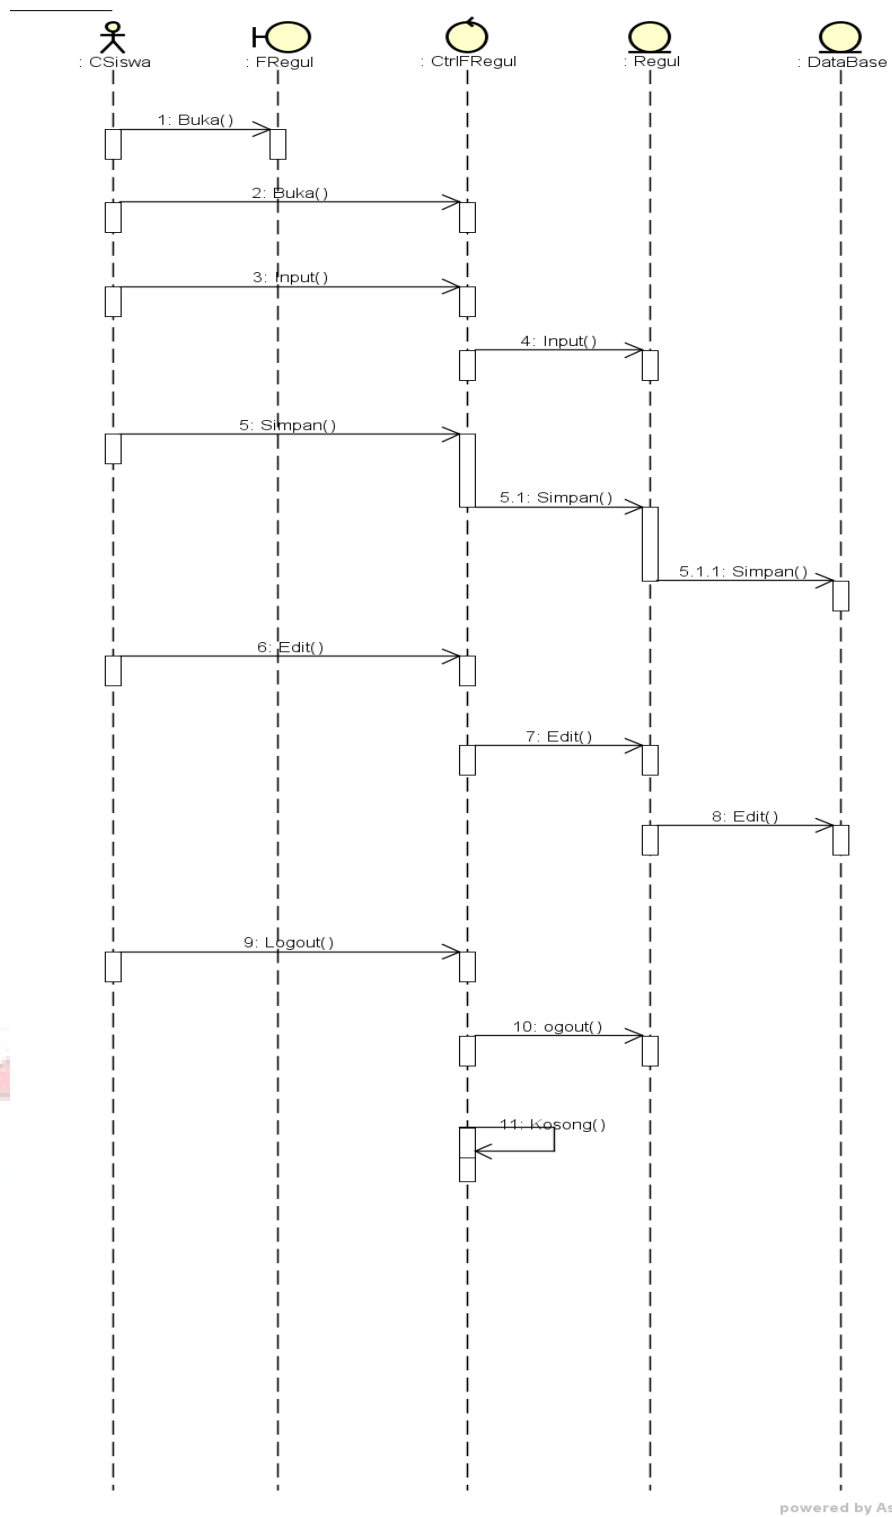 : CSiswa : FRegul : CtrlFRegul : Regul : DataBase
1: Buka()
2: Buka()
3: Input()
4: Input()
5: Simpan()
5.1: Simpan()
5.1.1: Simpan()
6: Edit()
7: Edit()
8: Edit()
9: Logout()
10: ogout()
11: Kosong()
powered by As